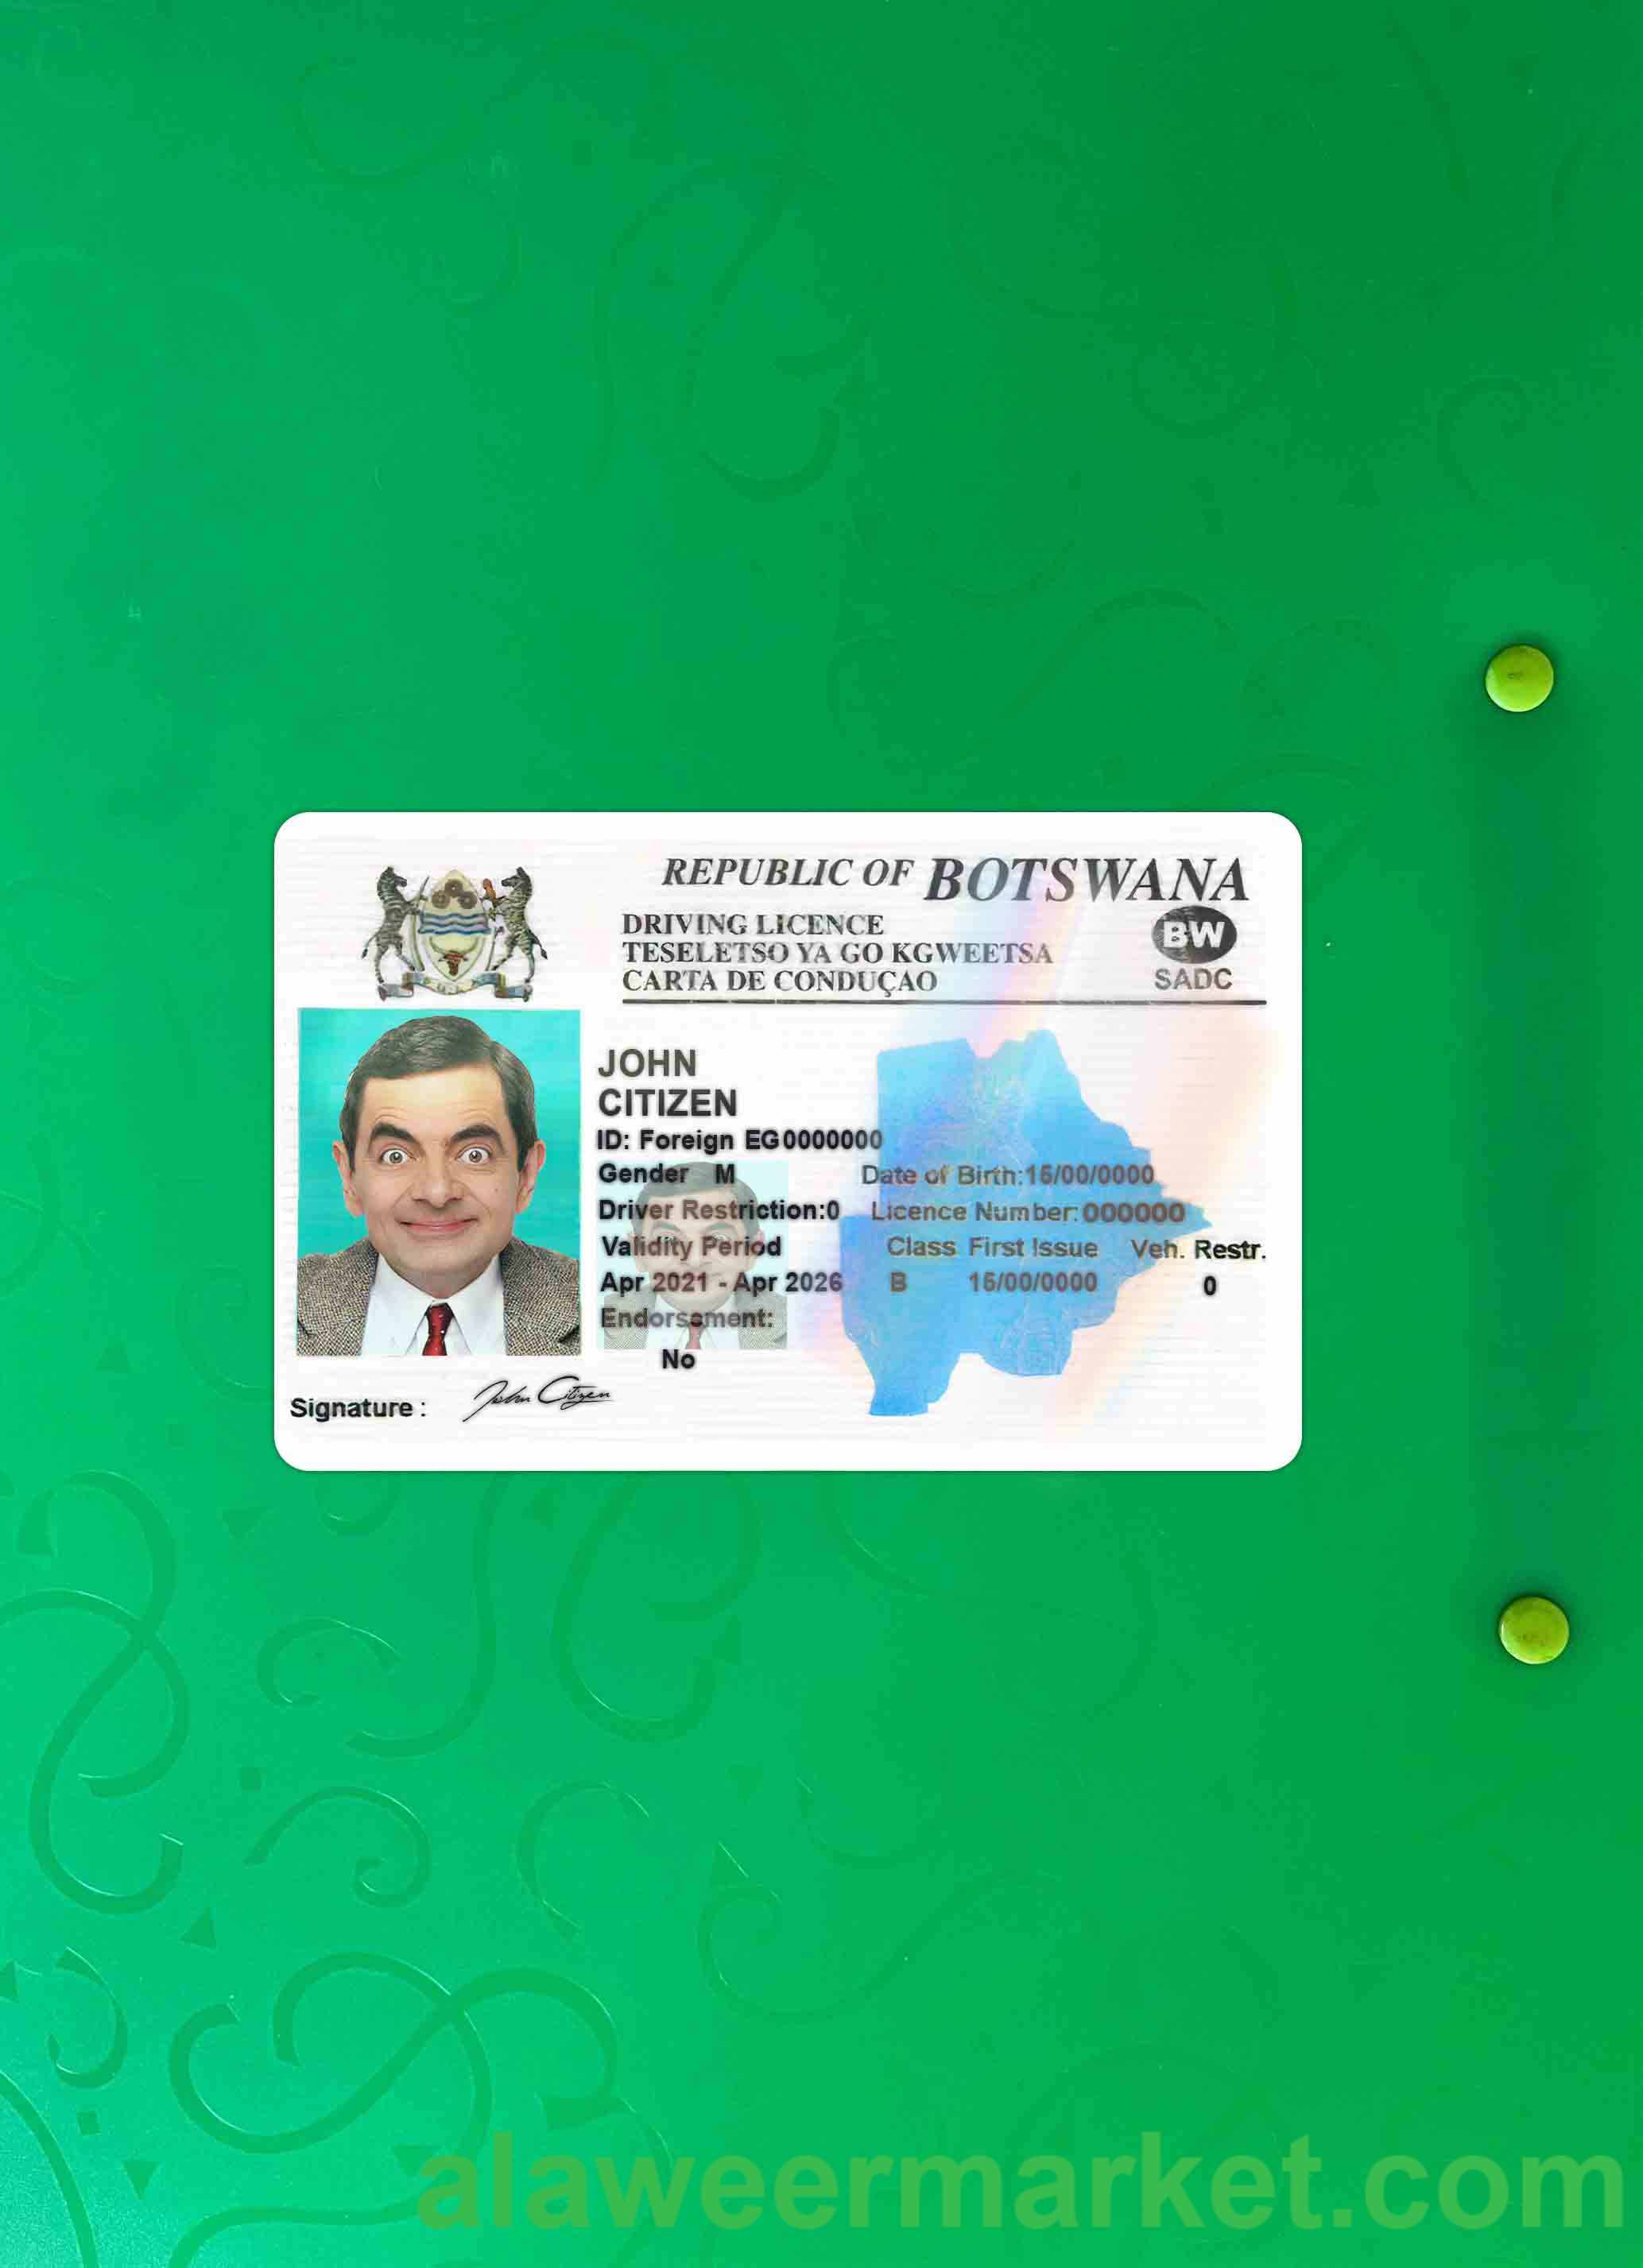 REPUBLIC OF BOTSWANA
DRIVING LICENCE
TESELETSO YA GO KGWEETSA
CARTA DE CONDUÇAO
BW
SADC
JOHN
CITIZEN
ID: Foreign EG0000000
Gender M Date of Birth:15/00/0000
Driver Restriction:0 Licence Number:000000
Validity Period Class First Issue Veh. Restr.
Apr 2021 - Apr 2026 B 15/00/0000 0
Endorsement:
No
Signature : John Citizen
alaweermarket.com